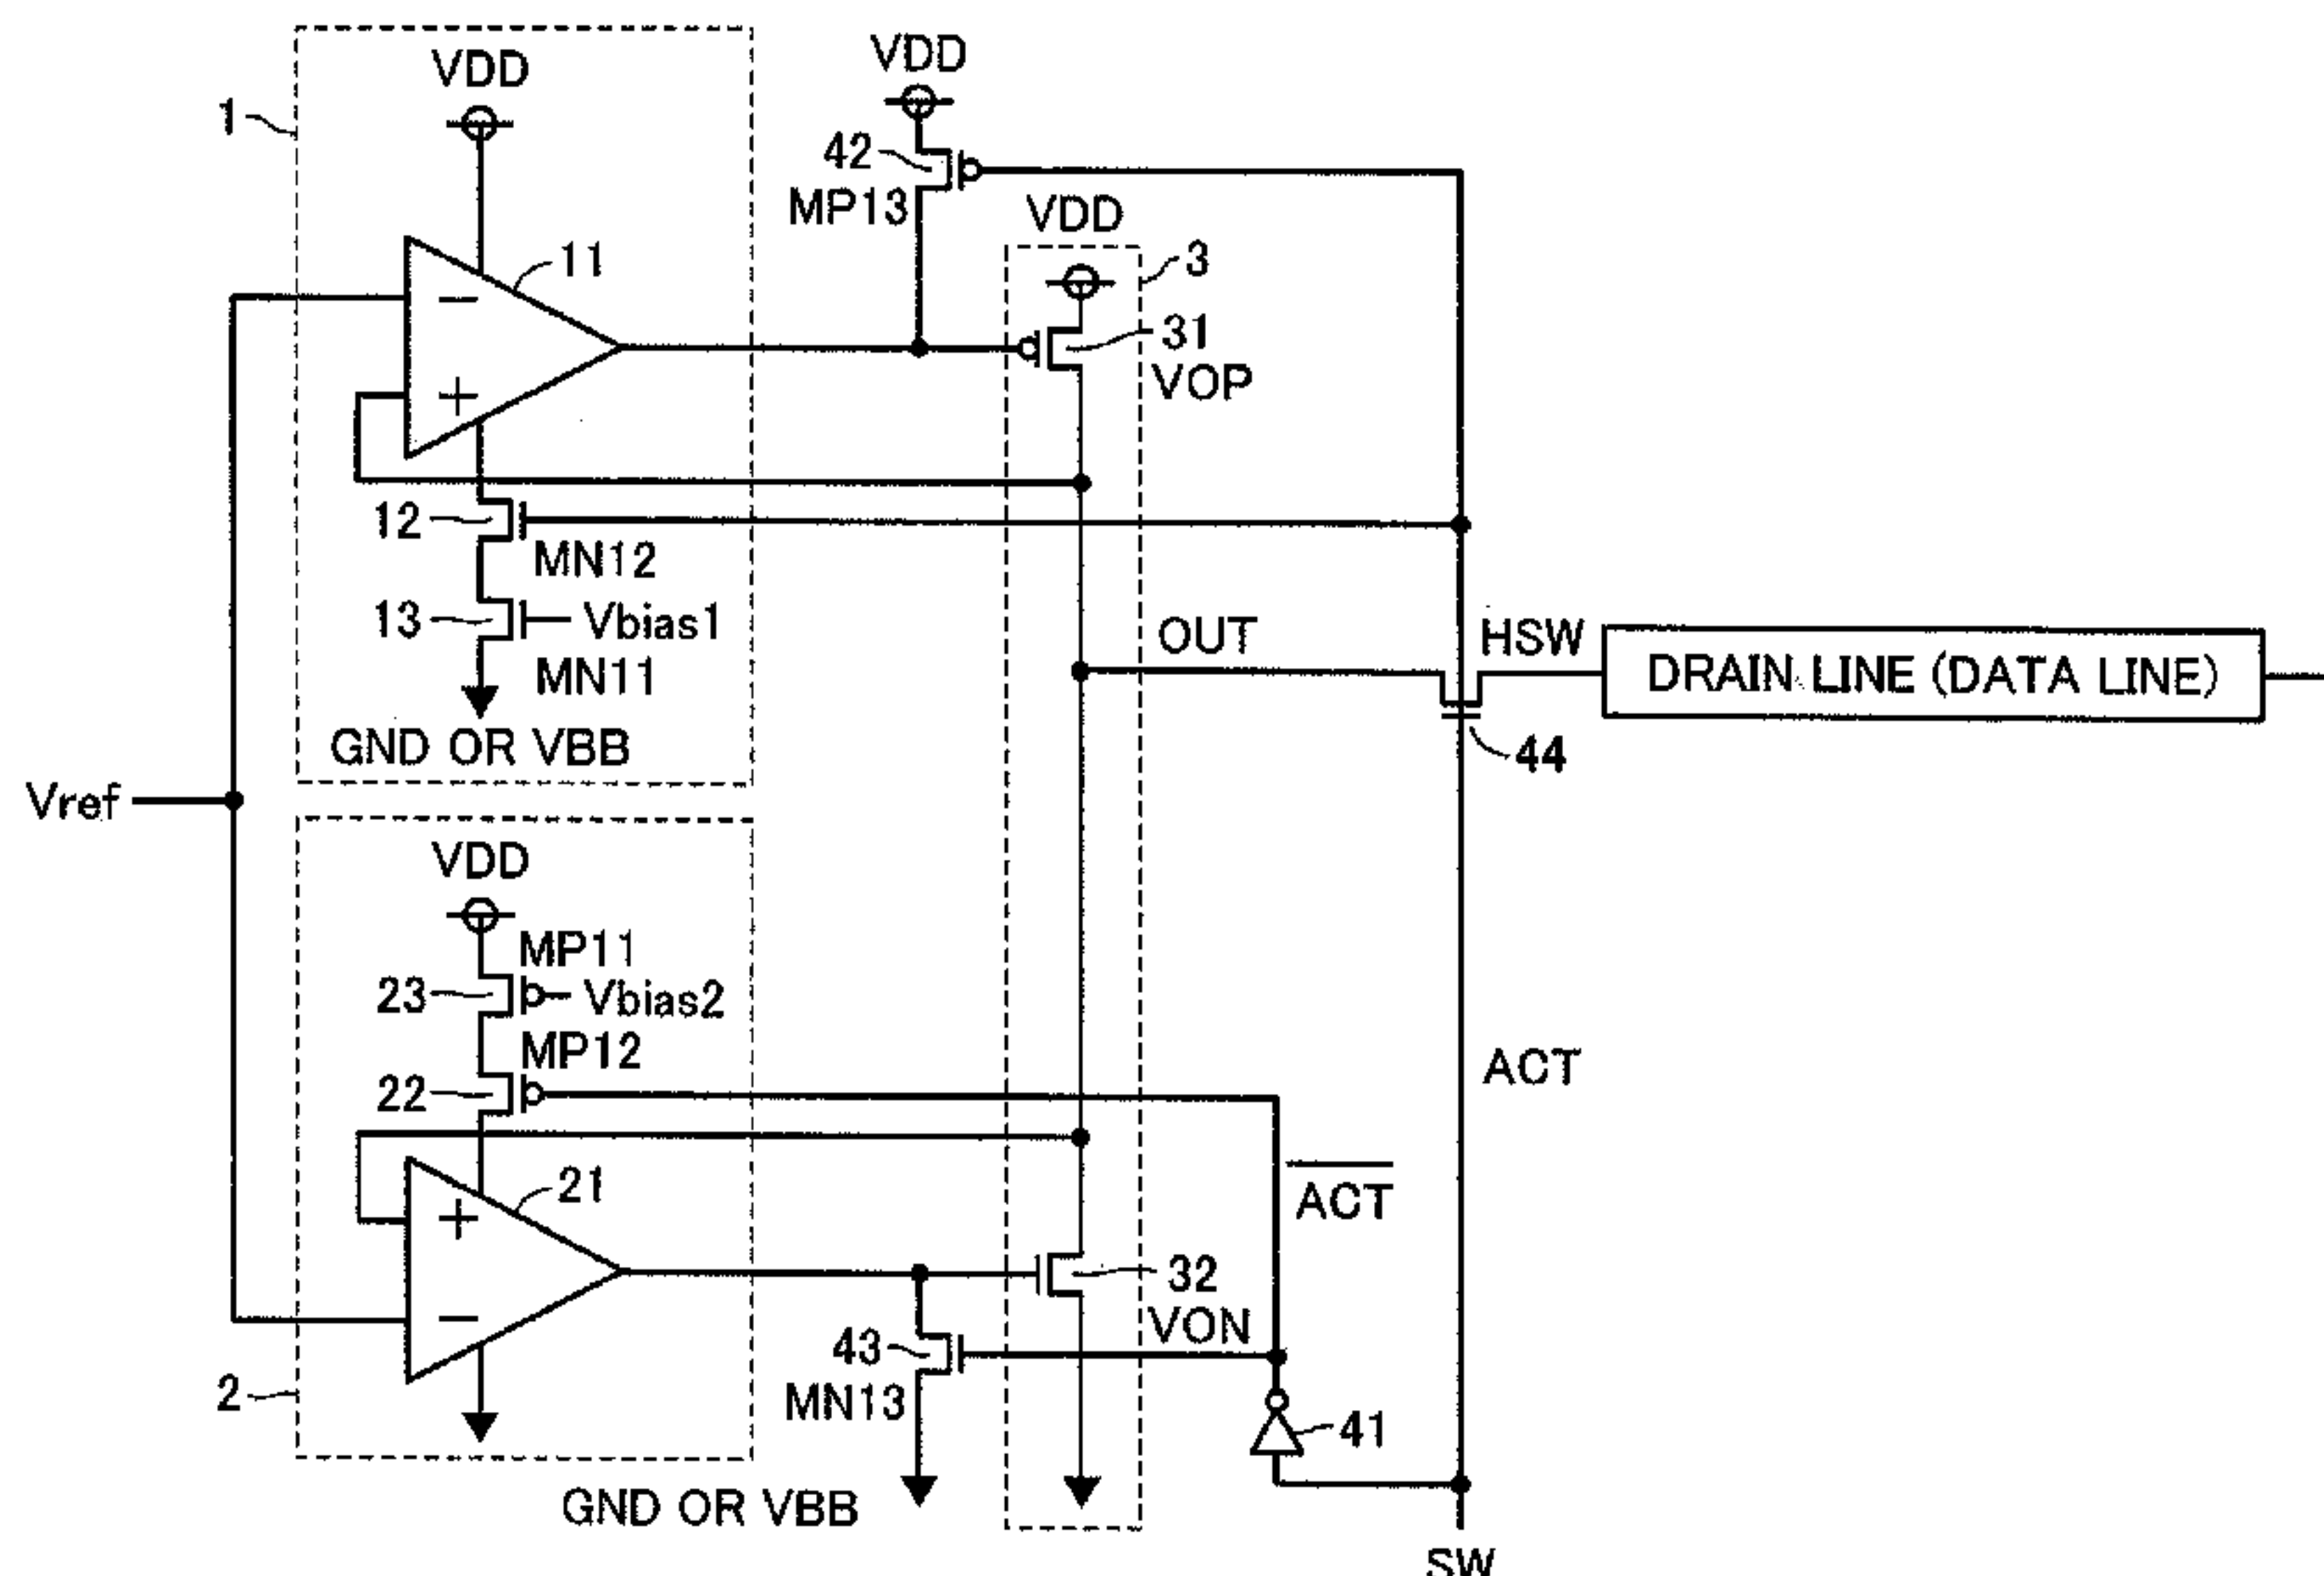 VDD
VDD
1
42
MP13
VDD
3
11
−
+
31
VOP
12
MN12
13
Vbias1
MN11
GND OR VBB
OUT
HSW
DRAIN LINE (DATA LINE)
44
Vref
VDD
MP11
23
Vbias2
MP12
22
ACT
ACT
21
+
−
32
VON
43
MN13
2
41
GND OR VBB
SW